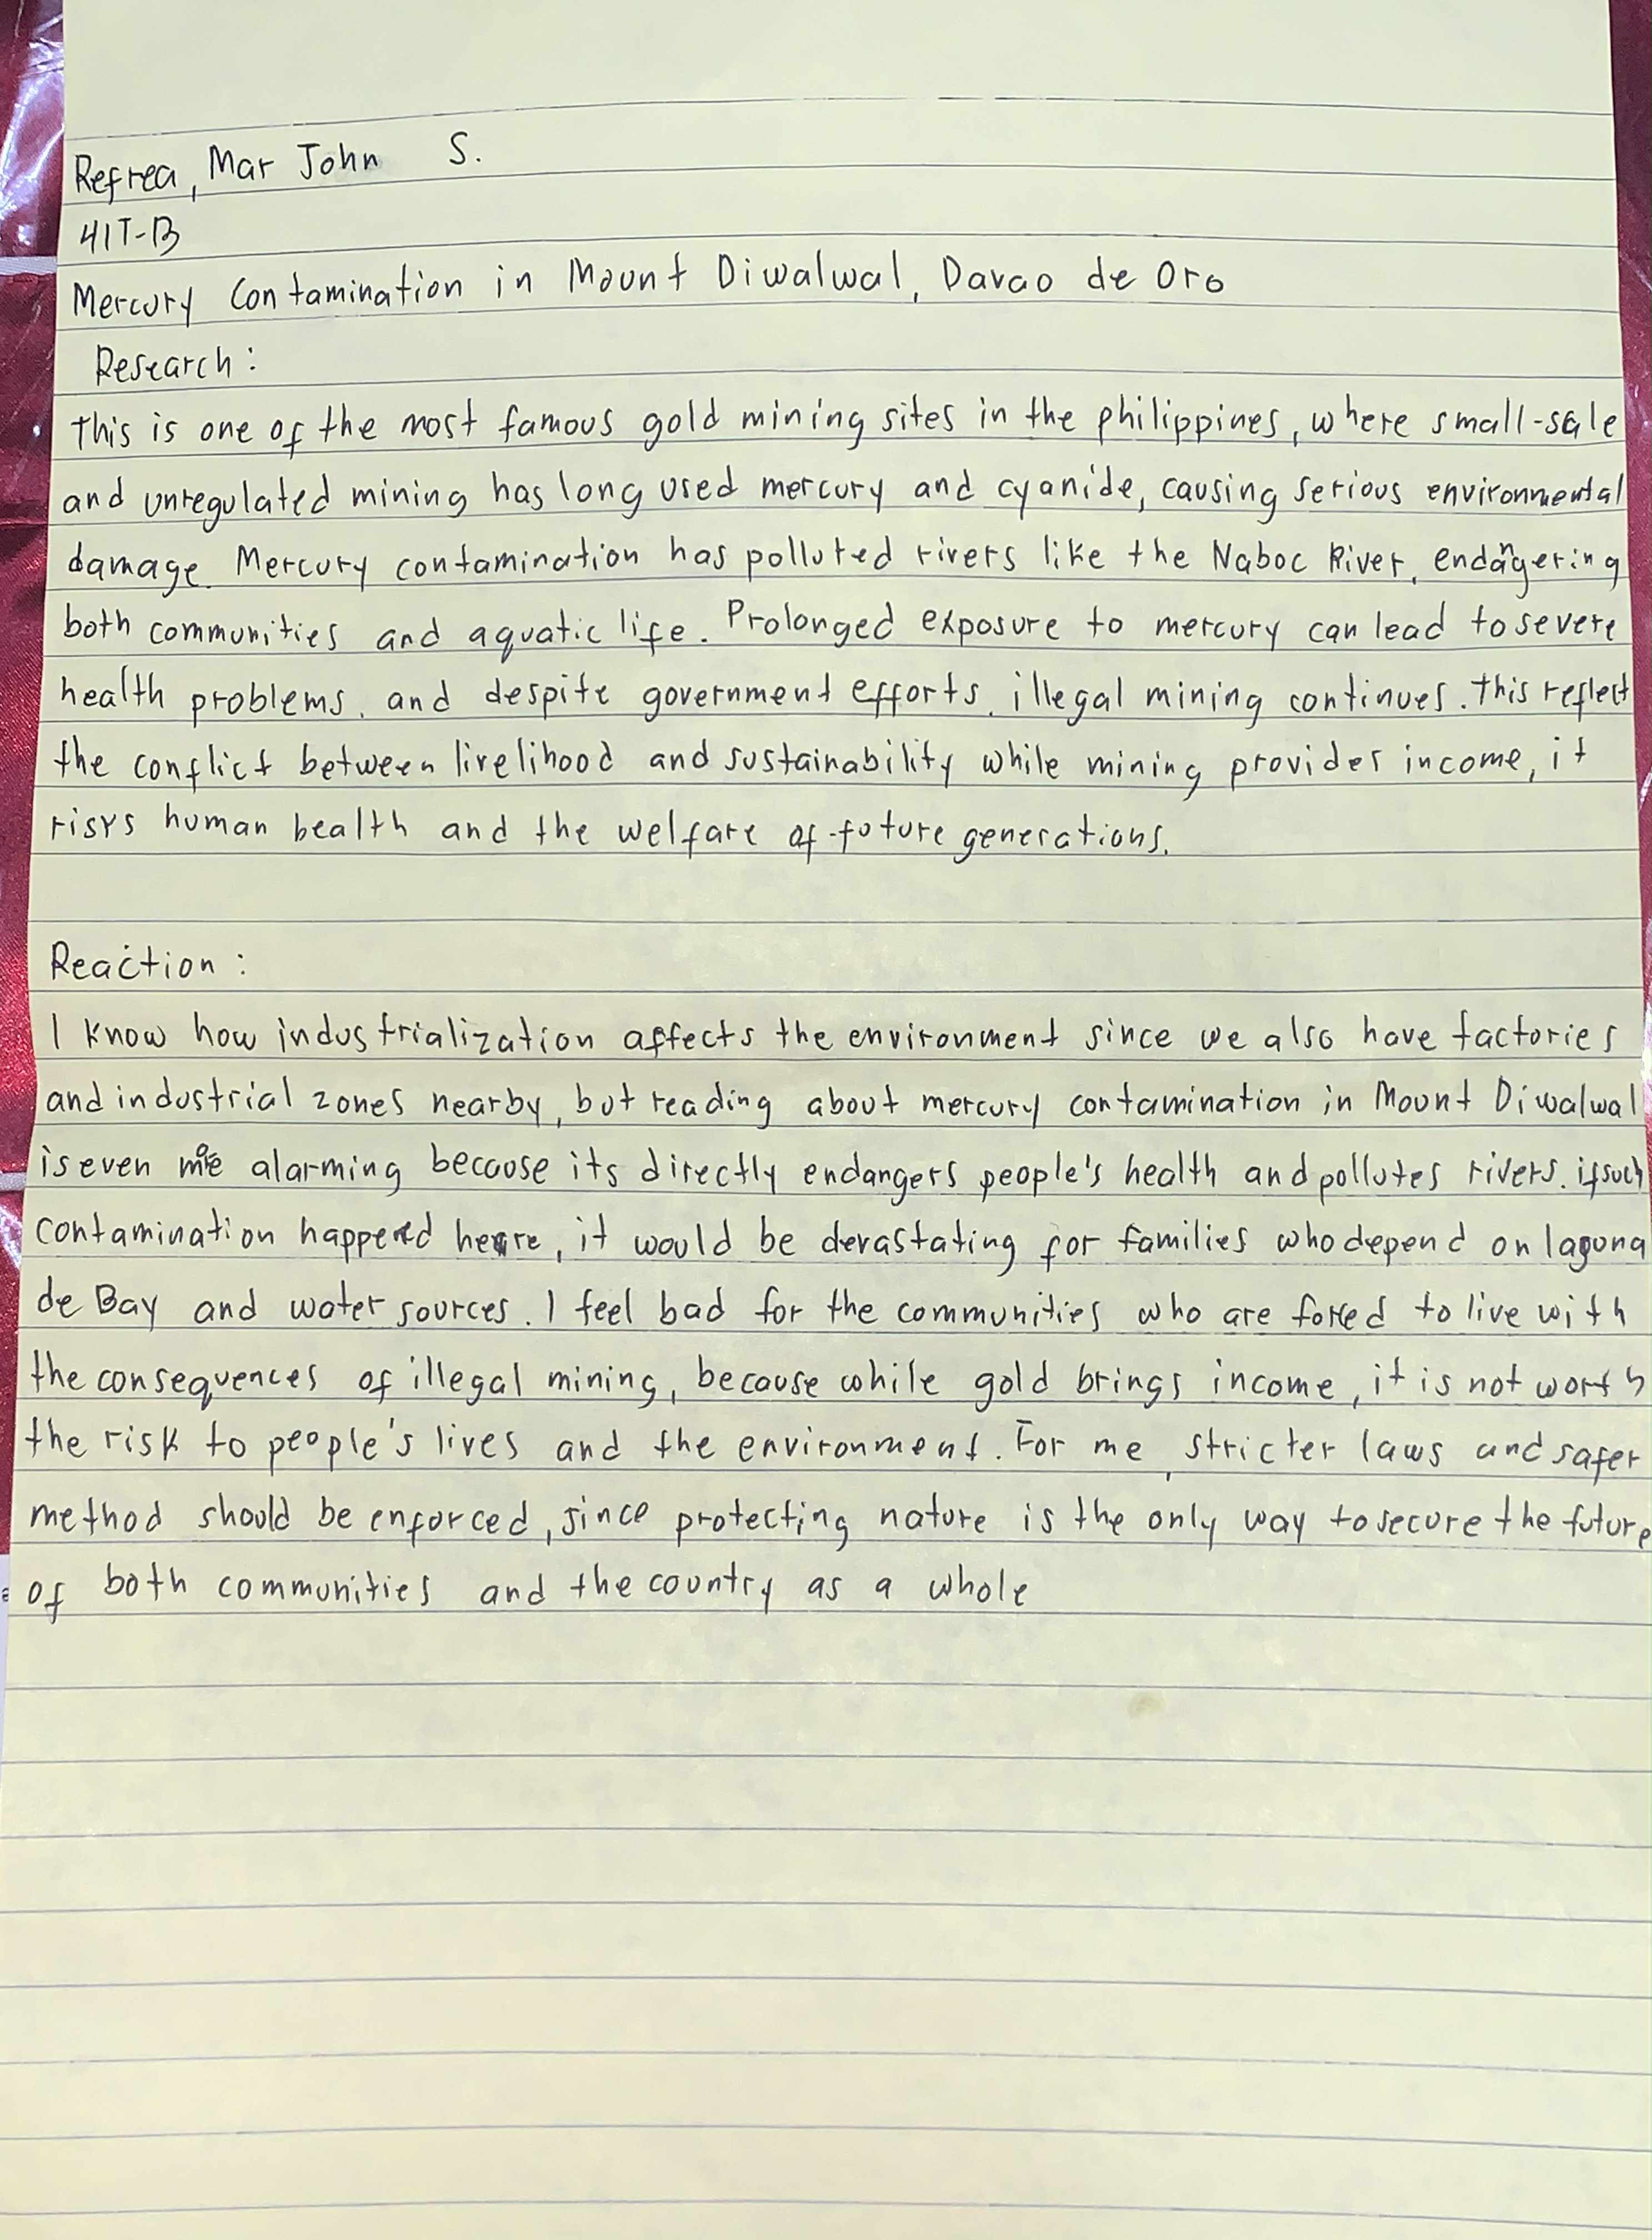 Refrea, Mar John S.
4IT-B
Mercury Contamination in Mount Diwalwal, Davao de Oro
Research:
This is one of the most famous gold mining sites in the philippines, where small-scale
and unregulated mining has long used mercury and cyanide, causing serious environmental
damage. Mercury contamination has polluted rivers like the Naboc River, endangering
both communities and aquatic life. Prolonged exposure to mercury can lead to severe
health problems, and despite government efforts, illegal mining continues. This reflect
the conflict between livelihood and sustainability while mining provides income, it
risks human health and the welfare of future generations.
Reaction:
I know how industrialization affects the environment since we also have factories
and industrial zones nearby, but reading about mercury contamination in Mount Diwalwal
is even more alarming because its directly endangers people's health and pollutes rivers. if such
contamination happened here, it would be devastating for families who depend on laguna
de Bay and water sources. I feel bad for the communities who are forced to live with
the consequences of illegal mining, because while gold brings income, it is not worth
the risk to people's lives and the environment. For me, stricter laws and safer
method should be enforced, since protecting nature is the only way to secure the future
of both communities and the country as a whole